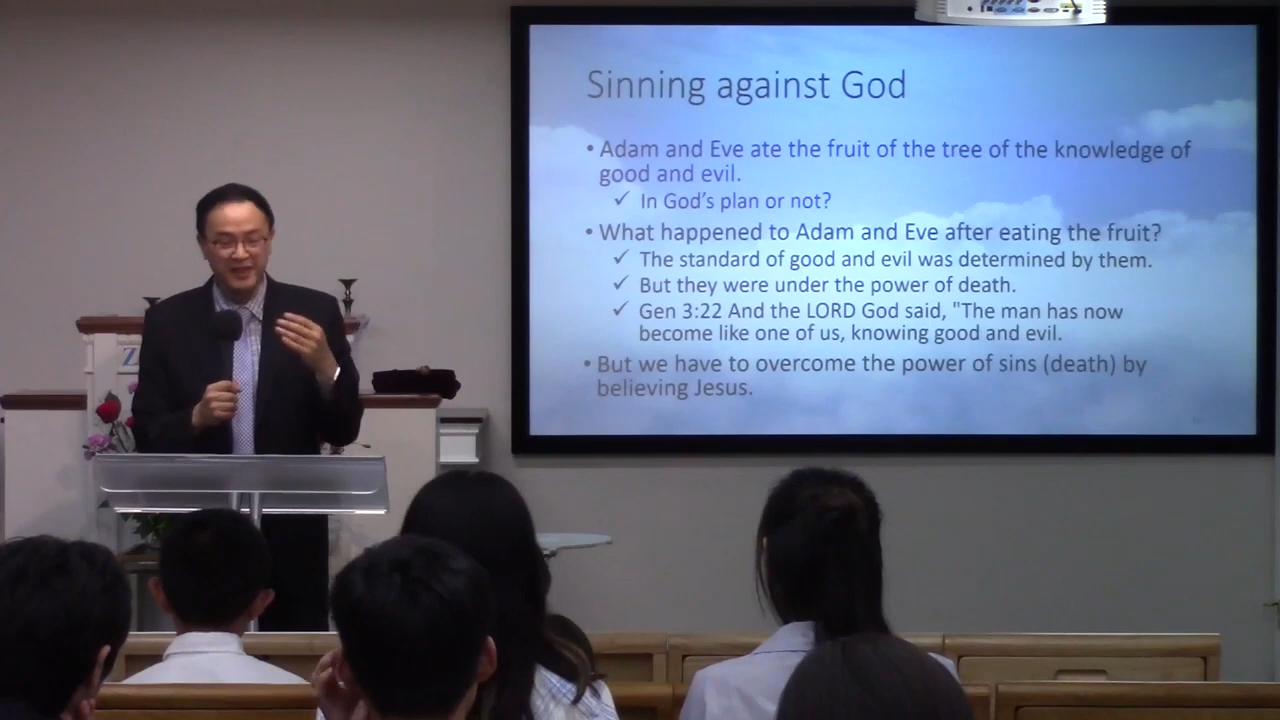 Sinning against God
• Adam and Eve ate the fruit of the tree of the knowledge of
good and evil.
✓ In God's plan or not?
• What happened to Adam and Eve after eating the fruit?
✓ The standard of good and evil was determined by them.
✓ But they were under the power of death.
✓ Gen 3:22 And the LORD God said, "The man has now
become like one of us, knowing good and evil.
• But we have to overcome the power of sins (death) by
believing Jesus.
Z